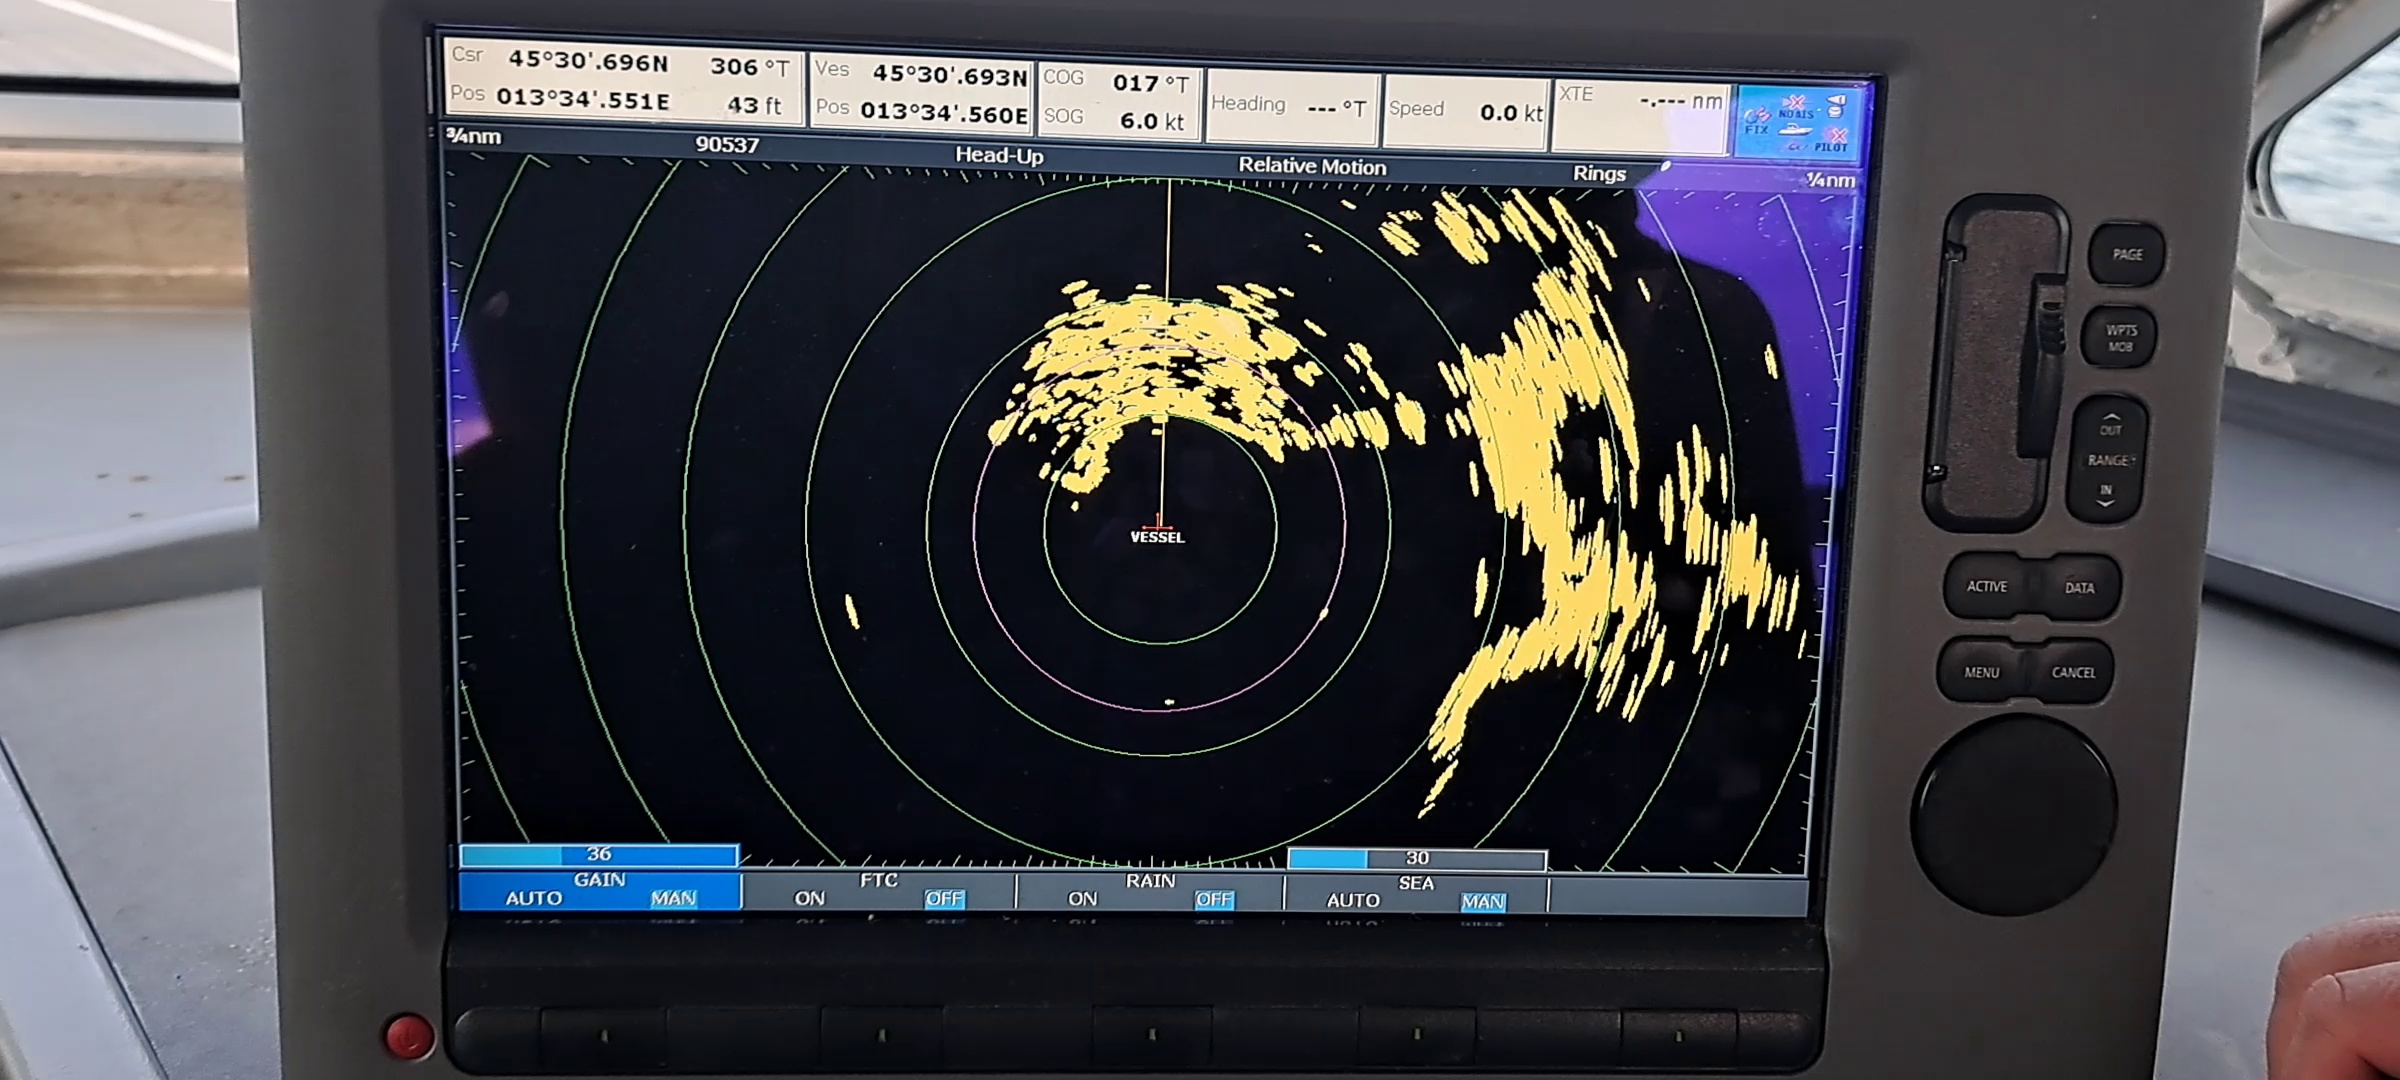 Csr 45°30'.696N 306 °T
Pos 013°34'.551E 43 ft
Ves 45°30'.693N
Pos 013°34'.560E
COG 017 °T
SOG 6.0 kt
Heading --- °T
Speed 0.0 kt
XTE -.--- nm
NO AIS
FIX
PILOT
¾nm 90537 Head-Up Relative Motion Rings ¼nm
VESSEL
36
GAIN
AUTO MAN
FTC
ON OFF
RAIN
ON OFF
30
SEA
AUTO MAN
PAGE
WPTS
MOB
OUT
RANGE
IN
ACTIVE
DATA
MENU
CANCEL